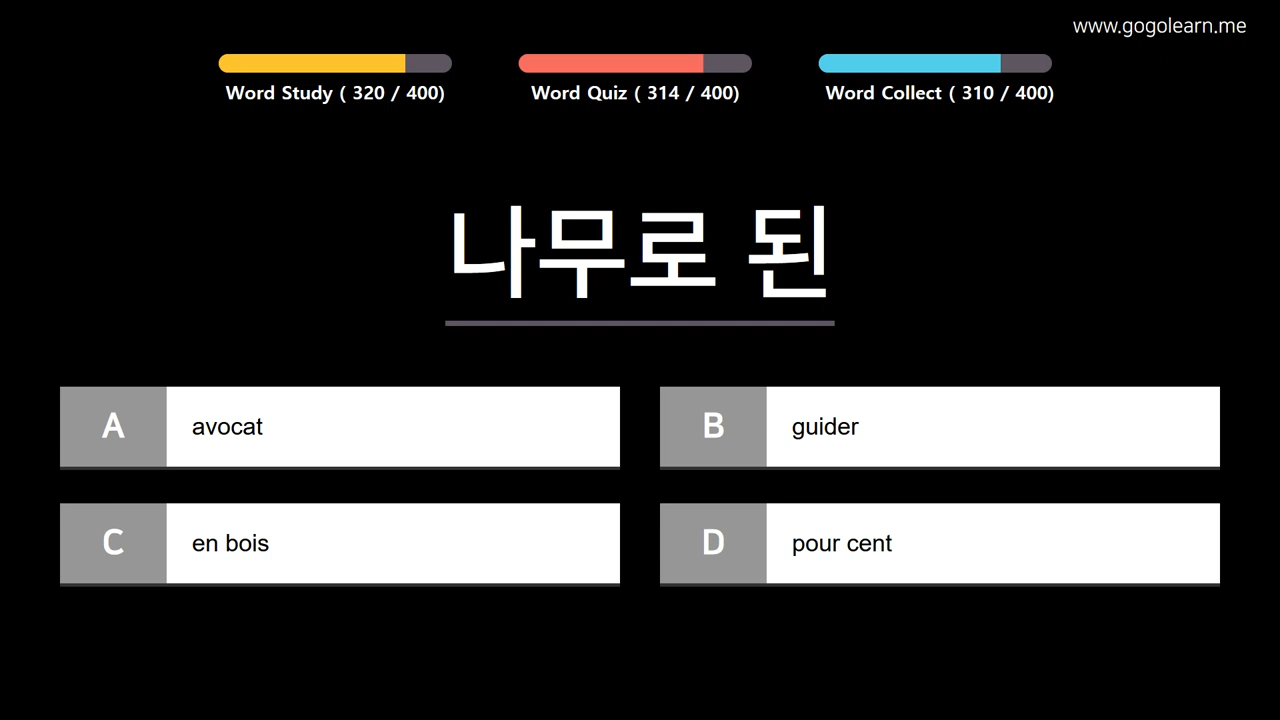 www.gogolearn.me
Word Study ( 320 / 400)
Word Quiz ( 314 / 400)
Word Collect ( 310 / 400)
나무로 된
A
avocat
B
guider
C
en bois
D
pour cent